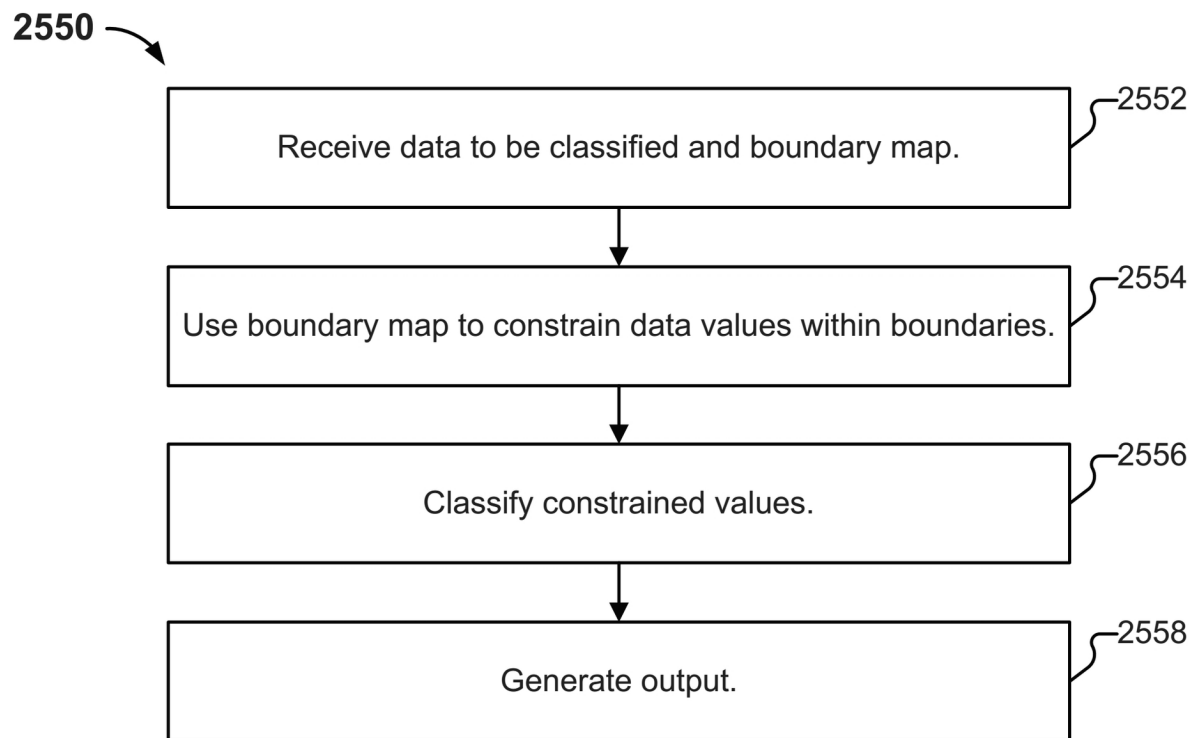 2550
2552
Receive data to be classified and boundary map.
2554
Use boundary map to constrain data values within boundaries.
2556
Classify constrained values.
2558
Generate output.